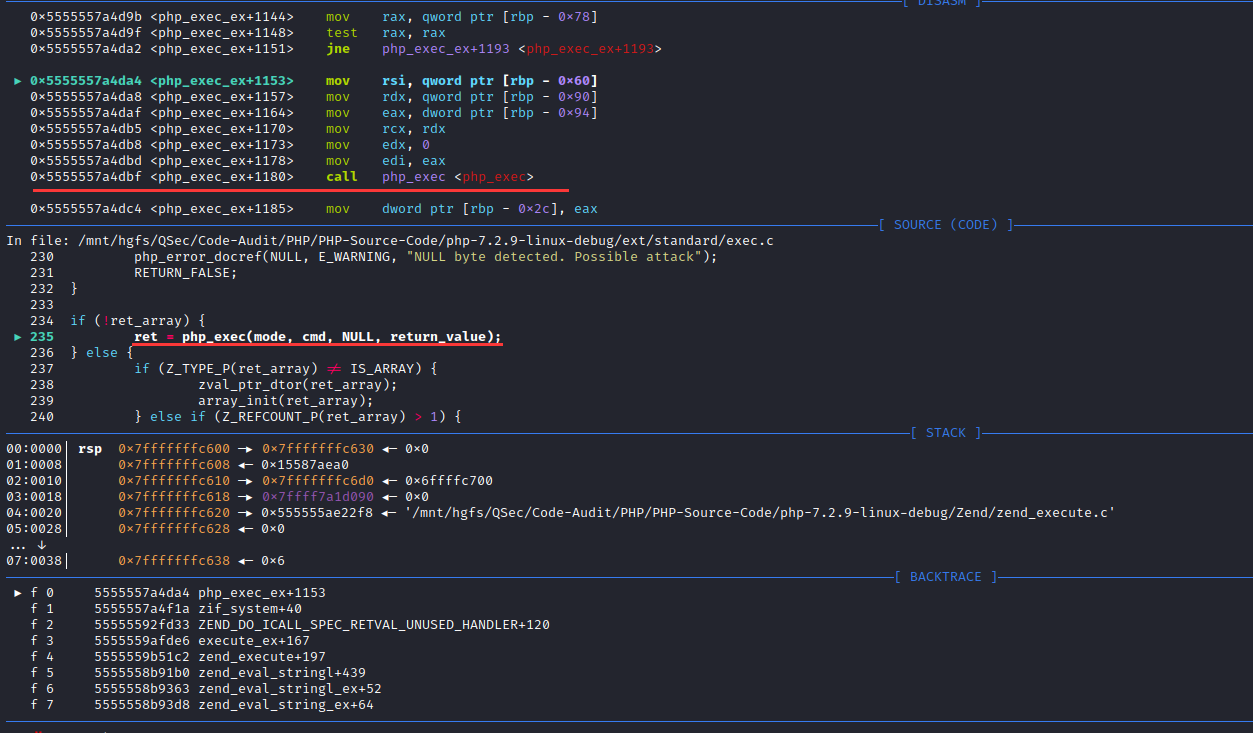 [ DISASM ]
0×5555557a4d9b <php_exec_ex+1144> mov rax, qword ptr [rbp - 0×78]
0×5555557a4d9f <php_exec_ex+1148> test rax, rax
0×5555557a4da2 <php_exec_ex+1151> jne php_exec_ex+1193 <php_exec_ex+1193>
► 0×5555557a4da4 <php_exec_ex+1153> mov rsi, qword ptr [rbp - 0×60]
0×5555557a4da8 <php_exec_ex+1157> mov rdx, qword ptr [rbp - 0×90]
0×5555557a4daf <php_exec_ex+1164> mov eax, dword ptr [rbp - 0×94]
0×5555557a4db5 <php_exec_ex+1170> mov rcx, rdx
0×5555557a4db8 <php_exec_ex+1173> mov edx, 0
0×5555557a4dbd <php_exec_ex+1178> mov edi, eax
0×5555557a4dbf <php_exec_ex+1180> call php_exec <php_exec>
0×5555557a4dc4 <php_exec_ex+1185> mov dword ptr [rbp - 0×2c], eax
[ SOURCE (CODE) ]
In file: /mnt/hgfs/QSec/Code-Audit/PHP/PHP-Source-Code/php-7.2.9-linux-debug/ext/standard/exec.c
230 php_error_docref(NULL, E_WARNING, "NULL byte detected. Possible attack");
231 RETURN_FALSE;
232 }
233
234 if (!ret_array) {
► 235 ret = php_exec(mode, cmd, NULL, return_value);
236 } else {
237 if (Z_TYPE_P(ret_array) ≠ IS_ARRAY) {
238 zval_ptr_dtor(ret_array);
239 array_init(ret_array);
240 } else if (Z_REFCOUNT_P(ret_array) > 1) {
[ STACK ]
00:0000│ rsp 0×7fffffffc600 —▸ 0×7fffffffc630 ◂— 0×0
01:0008│ 0×7fffffffc608 ◂— 0×15587aea0
02:0010│ 0×7fffffffc610 —▸ 0×7fffffffc6d0 ◂— 0×6ffffc700
03:0018│ 0×7fffffffc618 —▸ 0×7ffff7a1d090 ◂— 0×0
04:0020│ 0×7fffffffc620 —▸ 0×555555ae22f8 ◂— '/mnt/hgfs/QSec/Code-Audit/PHP/PHP-Source-Code/php-7.2.9-linux-debug/Zend/zend_execute.c'
05:0028│ 0×7fffffffc628 ◂— 0×0
... ↓
07:0038│ 0×7fffffffc638 ◂— 0×6
[ BACKTRACE ]
► f 0 5555557a4da4 php_exec_ex+1153
f 1 5555557a4f1a zif_system+40
f 2 55555592fd33 ZEND_DO_ICALL_SPEC_RETVAL_UNUSED_HANDLER+120
f 3 5555559afde6 execute_ex+167
f 4 5555559b51c2 zend_execute+197
f 5 5555558b91b0 zend_eval_stringl+439
f 6 5555558b9363 zend_eval_stringl_ex+52
f 7 5555558b93d8 zend_eval_string_ex+64